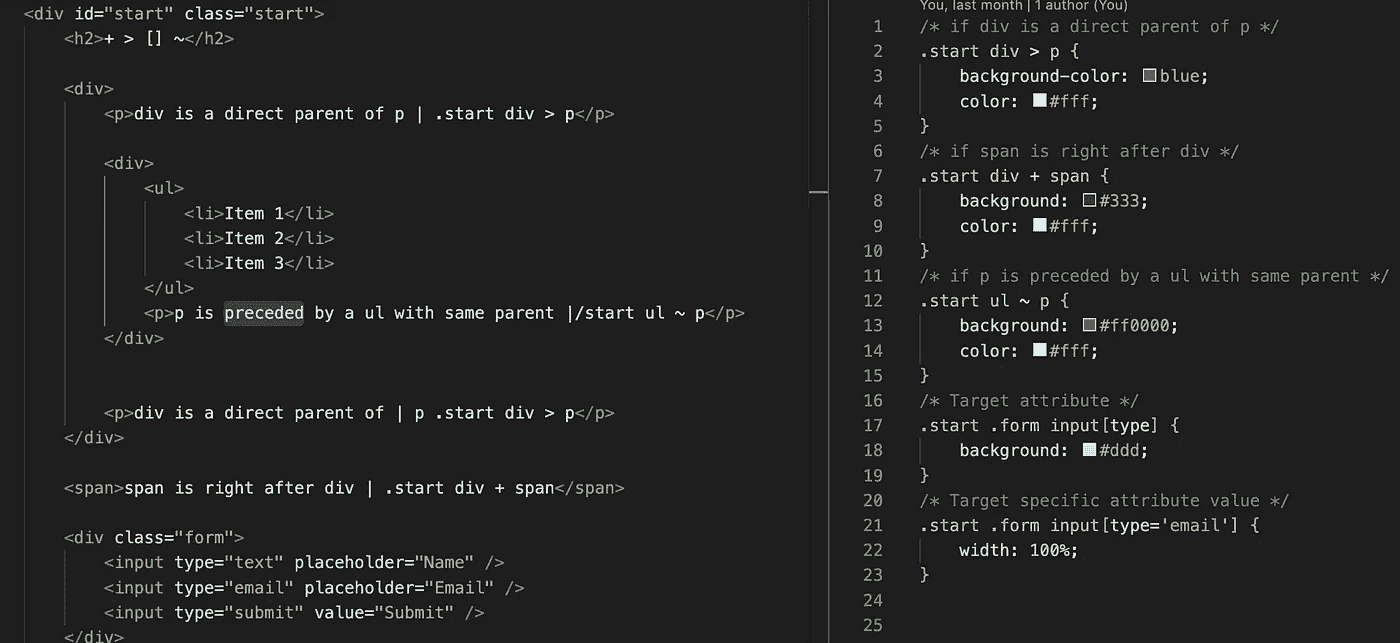 <div id="start" class="start">
<h2>+ > [] ~</h2>
<div>
<p>div is a direct parent of p | .start div > p</p>
<div>
<ul>
<li>Item 1</li>
<li>Item 2</li>
<li>Item 3</li>
</ul>
<p>p is preceded by a ul with same parent |/start ul ~ p</p>
</div>
<p>div is a direct parent of | p .start div > p</p>
</div>
<span>span is right after div | .start div + span</span>
<div class="form">
<input type="text" placeholder="Name" />
<input type="email" placeholder="Email" />
<input type="submit" value="Submit" />
</div>
You, last month | 1 author (You)
1 /* if div is a direct parent of p */
2 .start div > p {
3 background-color: blue;
4 color: #fff;
5 }
6 /* if span is right after div */
7 .start div + span {
8 background: #333;
9 color: #fff;
10 }
11 /* if p is preceded by a ul with same parent */
12 .start ul ~ p {
13 background: #ff0000;
14 color: #fff;
15 }
16 /* Target attribute */
17 .start .form input[type] {
18 background: #ddd;
19 }
20 /* Target specific attribute value */
21 .start .form input[type='email'] {
22 width: 100%;
23 }
24
25